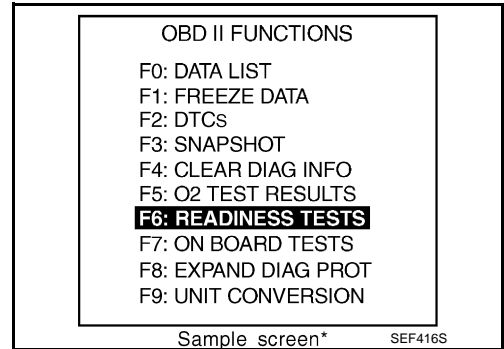 OBD II FUNCTIONS
F0: DATA LIST
F1: FREEZE DATA
F2: DTCs
F3: SNAPSHOT
F4: CLEAR DIAG INFO
F5: O2 TEST RESULTS
F6: READINESS TESTS
F7: ON BOARD TESTS
F8: EXPAND DIAG PROT
F9: UNIT CONVERSION
Sample screen* SEF416S